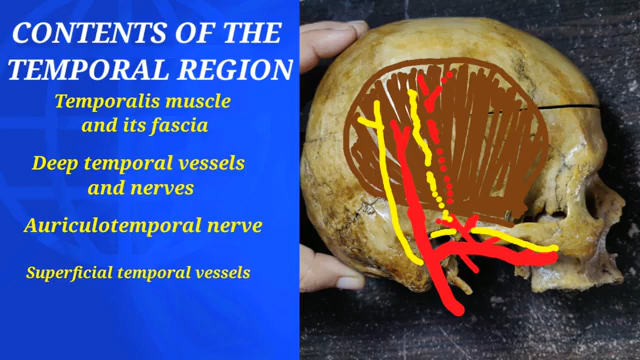 CONTENTS OF THE
TEMPORAL REGION
Temporalis muscle
and its fascia
Deep temporal vessels
and nerves
Auriculotemporal nerve
Superficial temporal vessels